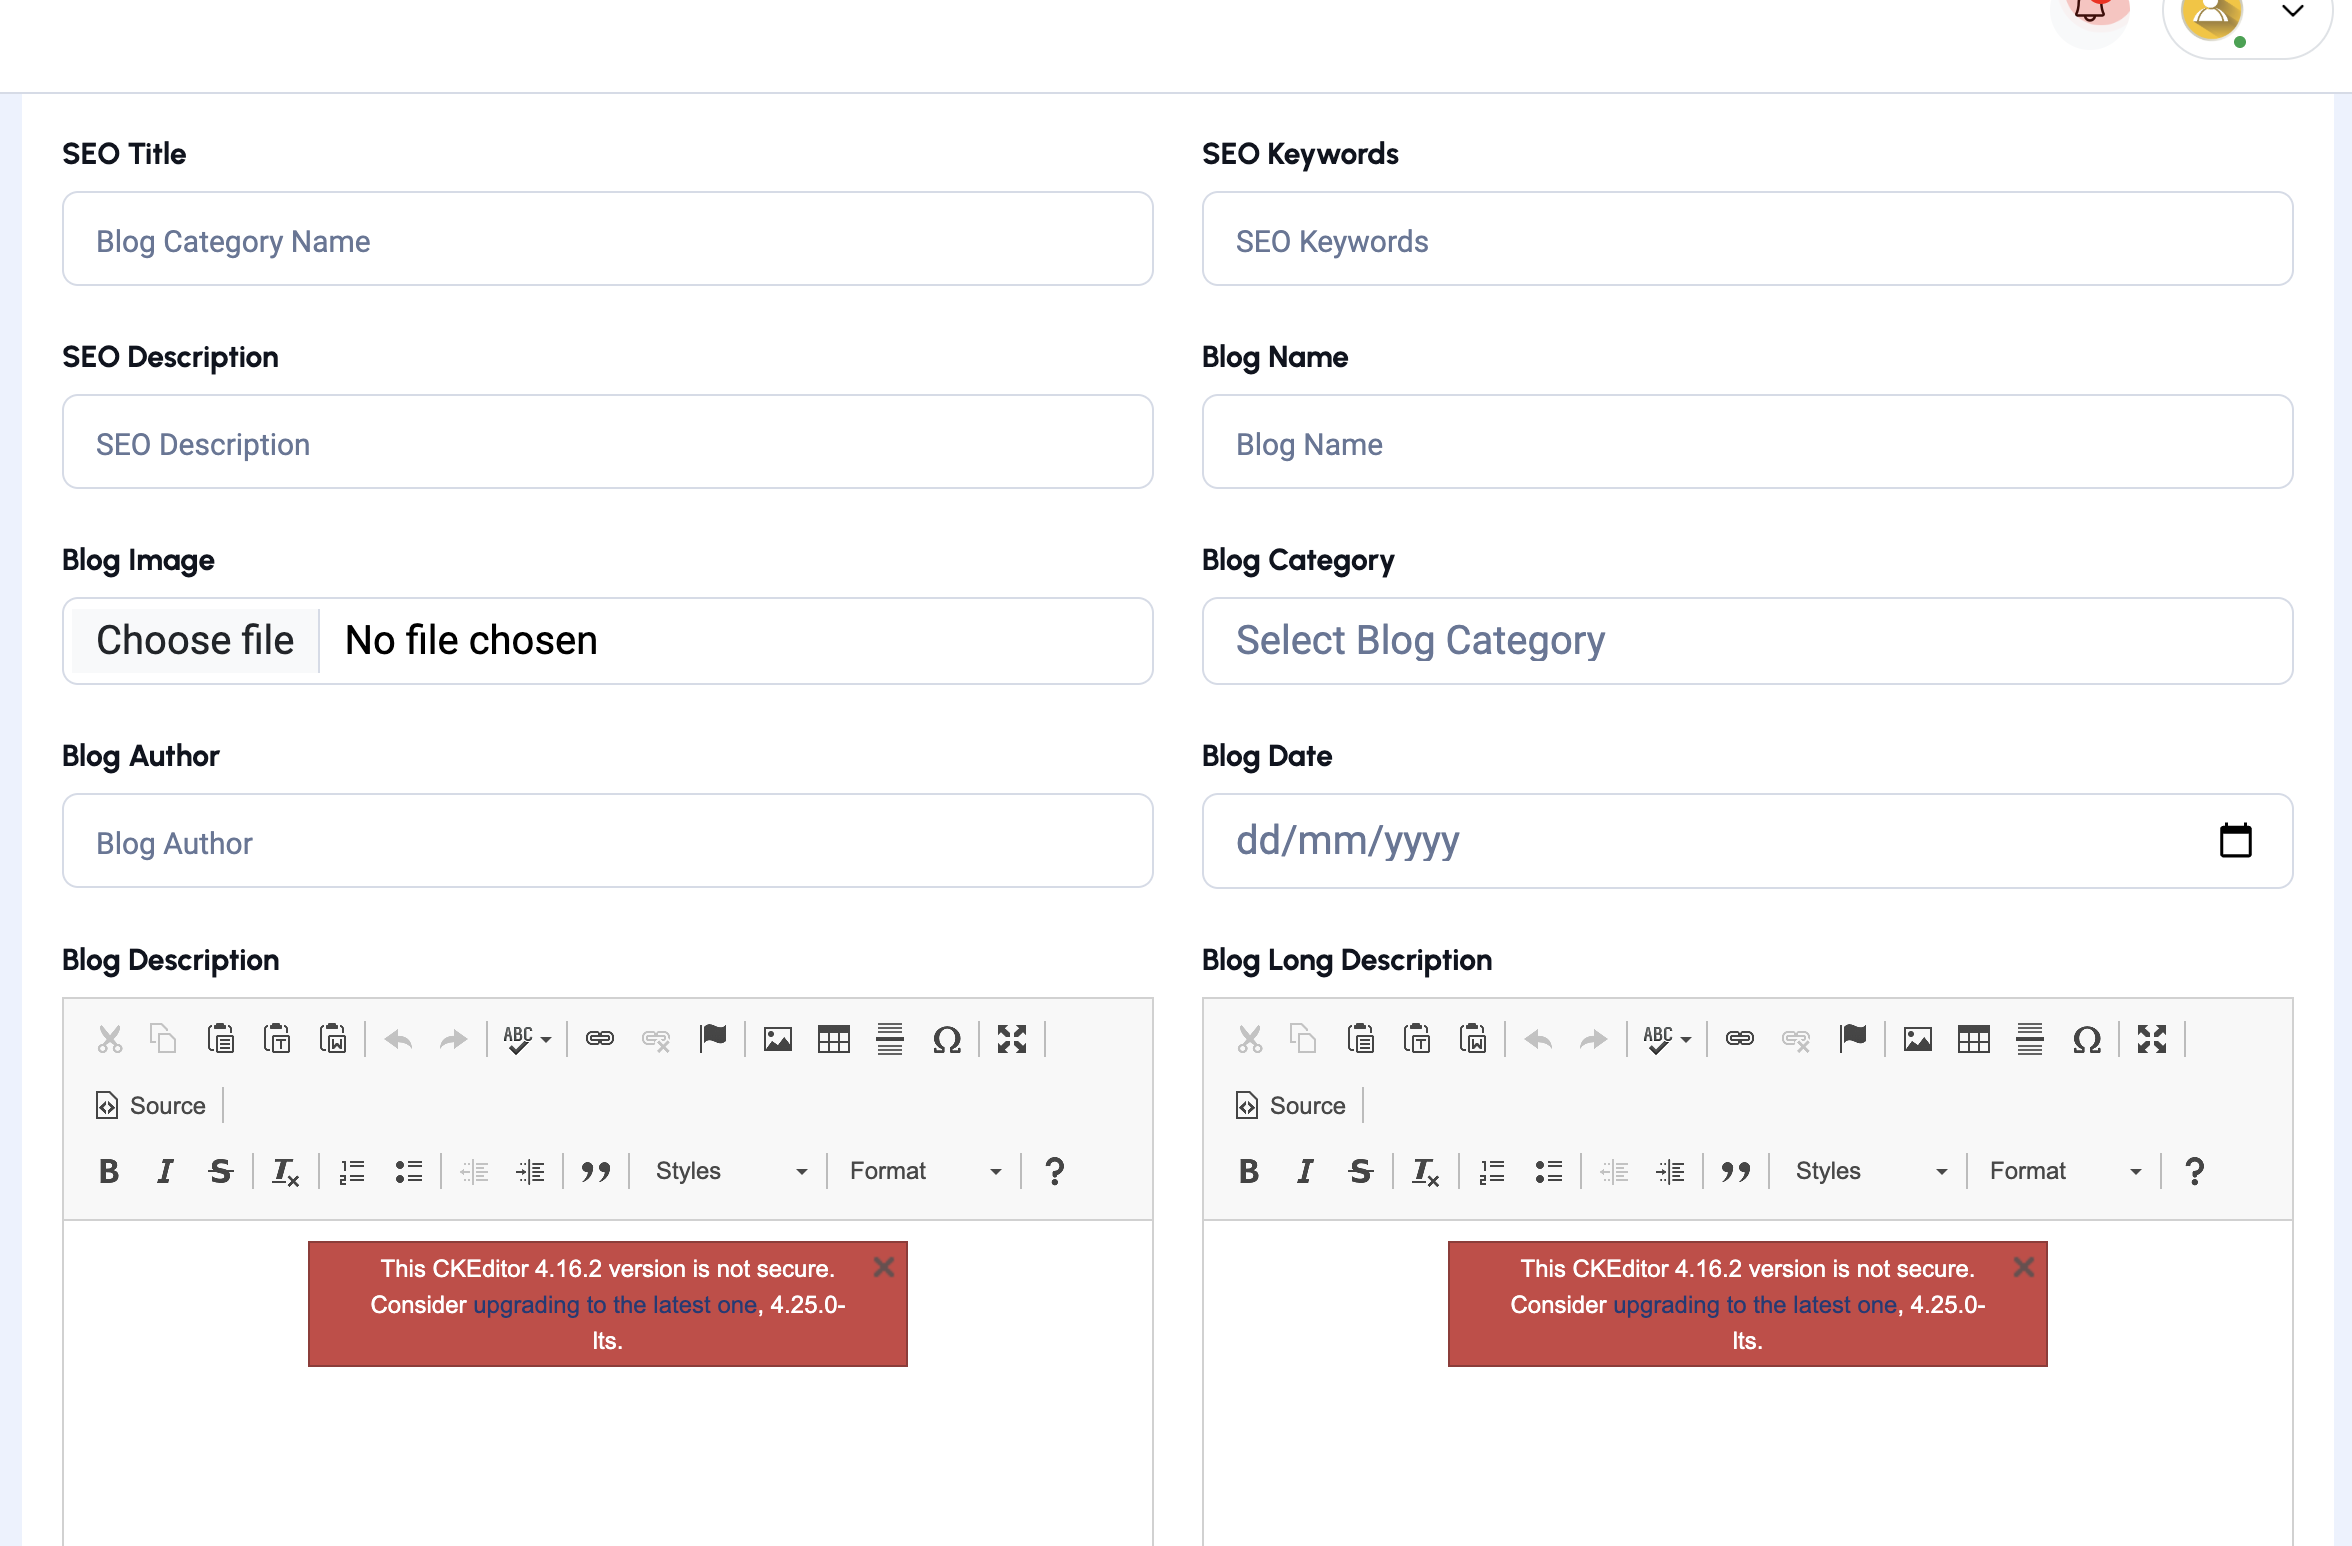 SEO Title
SEO Keywords
Blog Category Name
SEO Keywords
SEO Description
Blog Name
SEO Description
Blog Name
Blog Image
Blog Category
Choose file No file chosen
Select Blog Category
Blog Author
Blog Date
Blog Author
dd/mm/yyyy
Blog Description
Blog Long Description
ABC
ABC
Source
Source
B I S Tx Styles Format ?
B I S Tx Styles Format ?
This CKEditor 4.16.2 version is not secure.
Consider upgrading to the latest one, 4.25.0-
lts.
This CKEditor 4.16.2 version is not secure.
Consider upgrading to the latest one, 4.25.0-
lts.